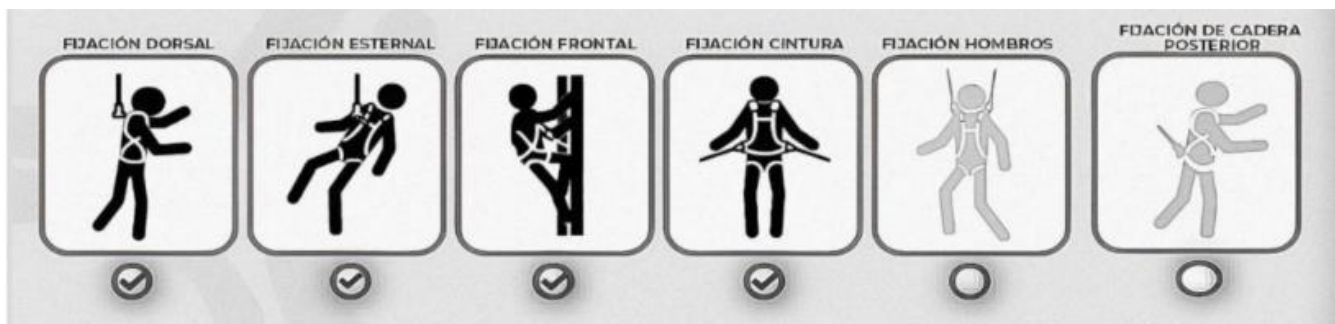 FIJACIÓN DORSAL
FIJACIÓN ESTERNAL
FIJACIÓN FRONTAL
FIJACIÓN CINTURA
FIJACIÓN HOMBROS
FIJACIÓN DE CADERA
POSTERIOR